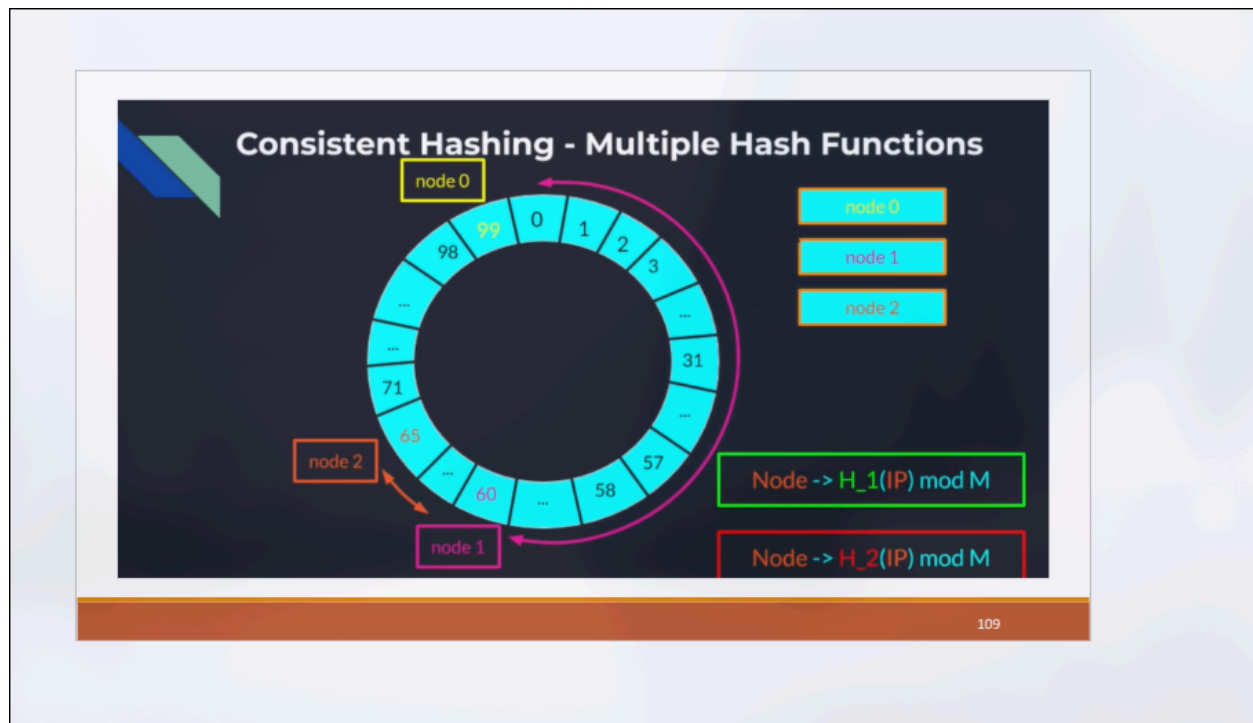 Consistent Hashing - Multiple Hash Functions
node 0
99
0
1
2
3
...
31
...
57
58
...
60
...
65
71
...
...
98
node 2
node 1
node 0
node 1
node 2
Node -> H_1(IP) mod M
Node -> H_2(IP) mod M
109